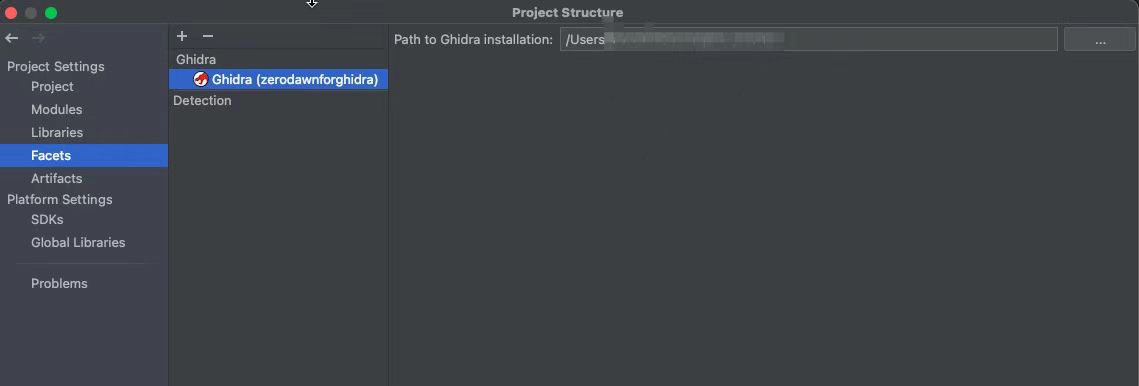 Project Structure
Project Settings
Project
Modules
Libraries
Facets
Artifacts
Platform Settings
SDKs
Global Libraries
Problems
Ghidra
Ghidra (zerodawnforghidra)
Detection
Path to Ghidra installation: /Users
...